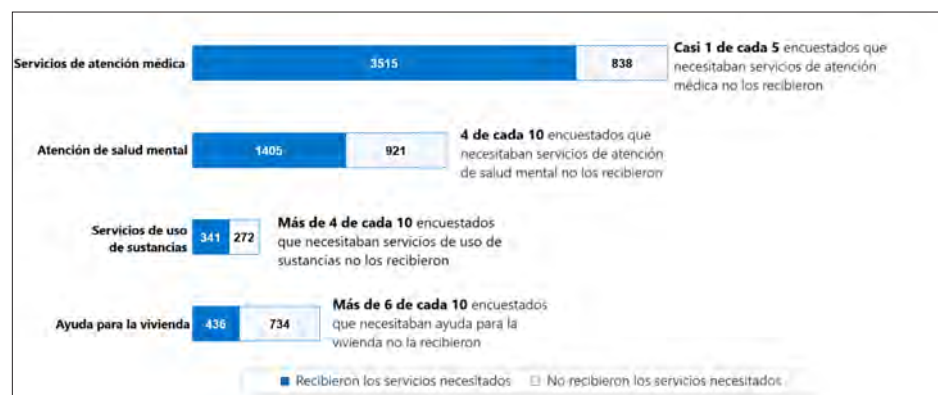 Servicios de atención médica
3515
838
Casi 1 de cada 5 encuestados que
necesitaban servicios de atención
médica no los recibieron
Atención de salud mental
1405
921
4 de cada 10 encuestados que
necesitaban servicios de atención
de salud mental no los recibieron
Servicios de uso
de sustancias
341
272
Más de 4 de cada 10 encuestados
que necesitaban servicios de uso de
sustancias no los recibieron
Ayuda para la vivienda
436
734
Más de 6 de cada 10 encuestados
que necesitaban ayuda para la
vivienda no la recibieron
Recibieron los servicios necesitados
No recibieron los servicios necesitados